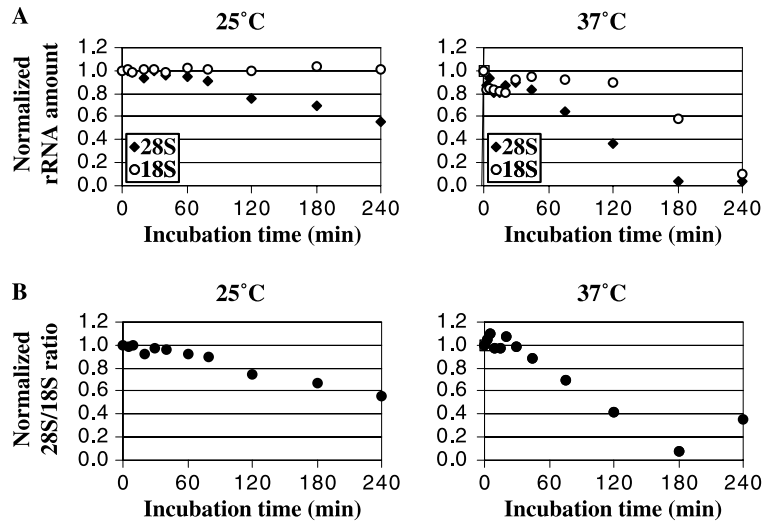 A
25˚C
37˚C
Normalized
rRNA amount
1.2
1.0
0.8
0.6
0.4
0.2
0.0
28S
18S
0 60 120 180 240
Incubation time (min)
1.2
1.0
0.8
0.6
0.4
0.2
0.0
28S
18S
0 60 120 180 240
Incubation time (min)
B
25˚C
37˚C
Normalized
28S/18S ratio
1.2
1.0
0.8
0.6
0.4
0.2
0.0
0 60 120 180 240
Incubation time (min)
1.2
1.0
0.8
0.6
0.4
0.2
0.0
0 60 120 180 240
Incubation time (min)